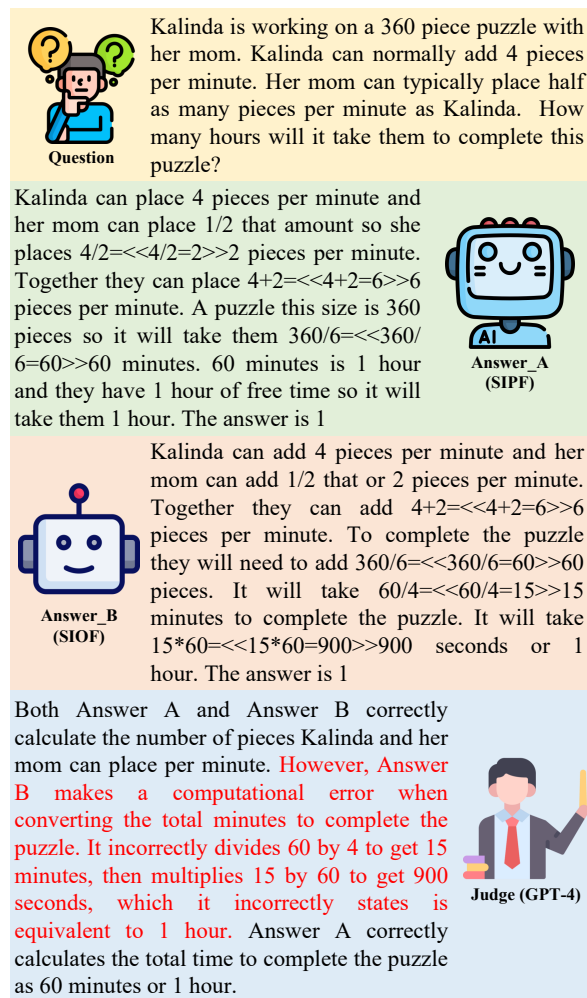 Kalinda is working on a 360 piece puzzle with
her mom. Kalinda can normally add 4 pieces
per minute. Her mom can typically place half
as many pieces per minute as Kalinda. How
many hours will it take them to complete this
puzzle?
Question
Kalinda can place 4 pieces per minute and
her mom can place 1/2 that amount so she
places 4/2=<<4/2=2>>2 pieces per minute.
Together they can place 4+2=<<4+2=6>>6
pieces per minute. A puzzle this size is 360
pieces so it will take them 360/6=<<360/
6=60>>60 minutes. 60 minutes is 1 hour
and they have 1 hour of free time so it will
take them 1 hour. The answer is 1
AI
Answer_A
(SIPF)
Kalinda can add 4 pieces per minute and her
mom can add 1/2 that or 2 pieces per minute.
Together they can add 4+2=<<4+2=6>>6
pieces per minute. To complete the puzzle
they will need to add 360/6=<<360/6=60>>60
pieces. It will take 60/4=<<60/4=15>>15
minutes to complete the puzzle. It will take
15*60=<<15*60=900>>900 seconds or 1
hour. The answer is 1
Answer_B
(SIOF)
Both Answer A and Answer B correctly
calculate the number of pieces Kalinda and her
mom can place per minute. However, Answer
B makes a computational error when
converting the total minutes to complete the
puzzle. It incorrectly divides 60 by 4 to get 15
minutes, then multiplies 15 by 60 to get 900
seconds, which it incorrectly states is
equivalent to 1 hour. Answer A correctly
calculates the total time to complete the puzzle
as 60 minutes or 1 hour.
Judge (GPT-4)